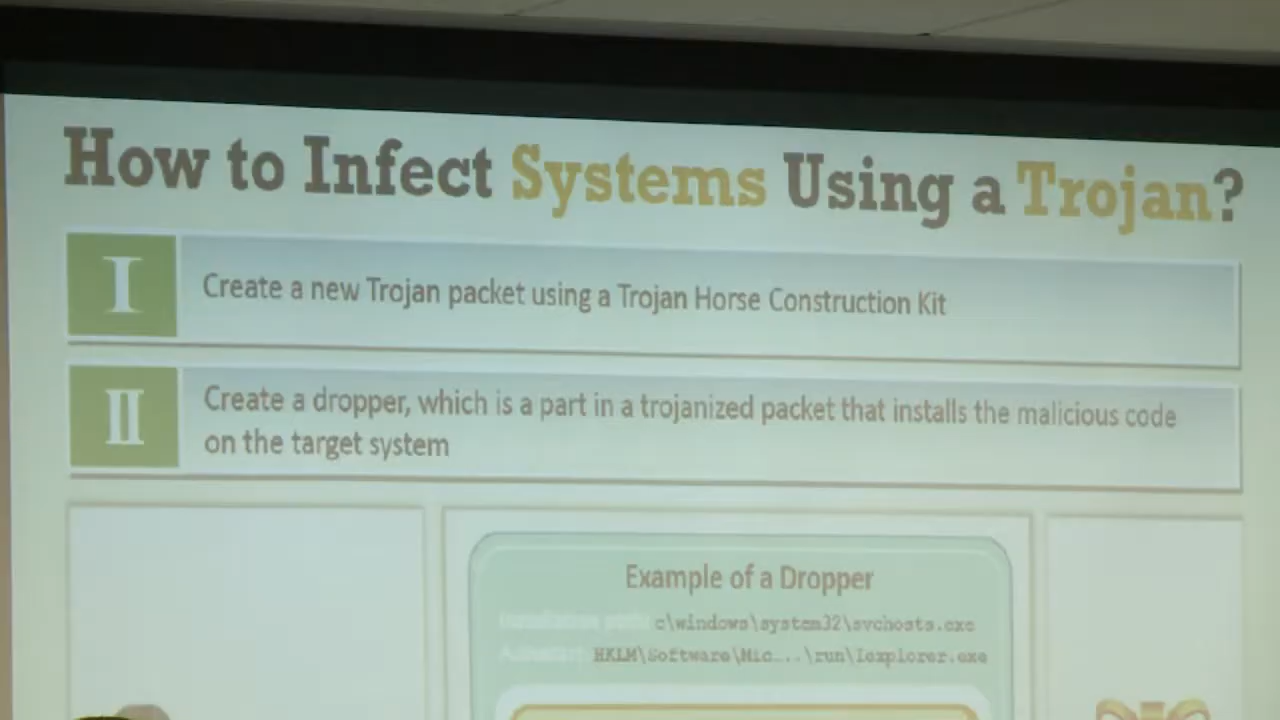 How to Infect Systems Using a Trojan?
I
Create a new Trojan packet using a Trojan Horse Construction Kit
II
Create a dropper, which is a part in a trojanized packet that installs the malicious code
on the target system
Example of a Dropper
c\windows\system32\svchosts.exe
HKLM\Software\Mic...\run\Iexplorer.exe